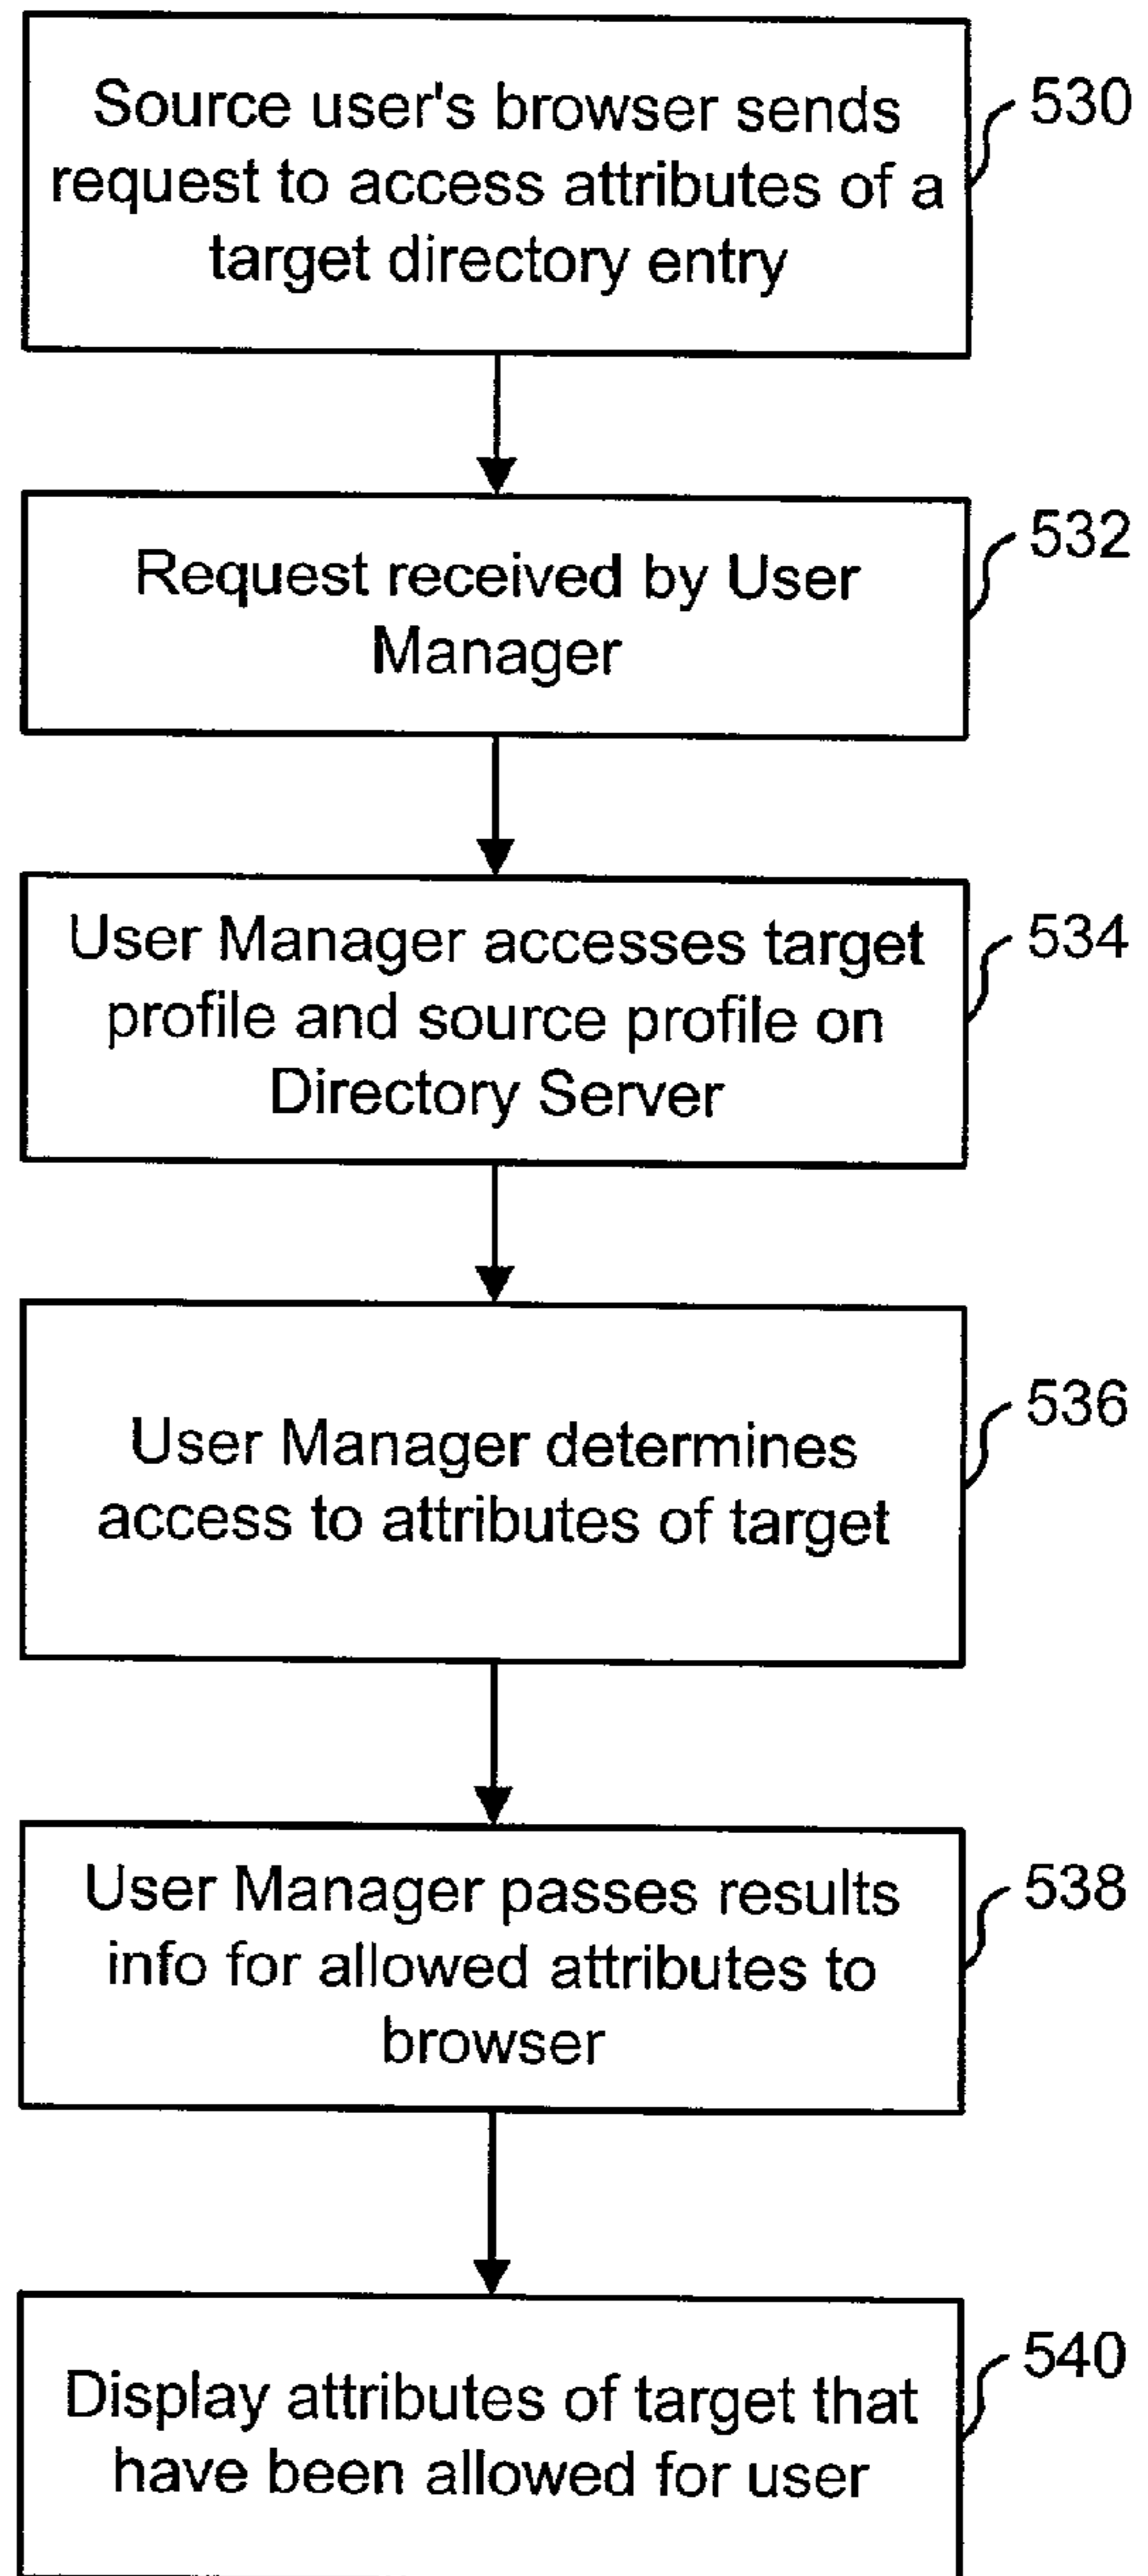 Source user's browser sends
request to access attributes of a
target directory entry
530
Request received by User
Manager
532
User Manager accesses target
profile and source profile on
Directory Server
534
User Manager determines
access to attributes of target
536
User Manager passes results
info for allowed attributes to
browser
538
Display attributes of target that
have been allowed for user
540